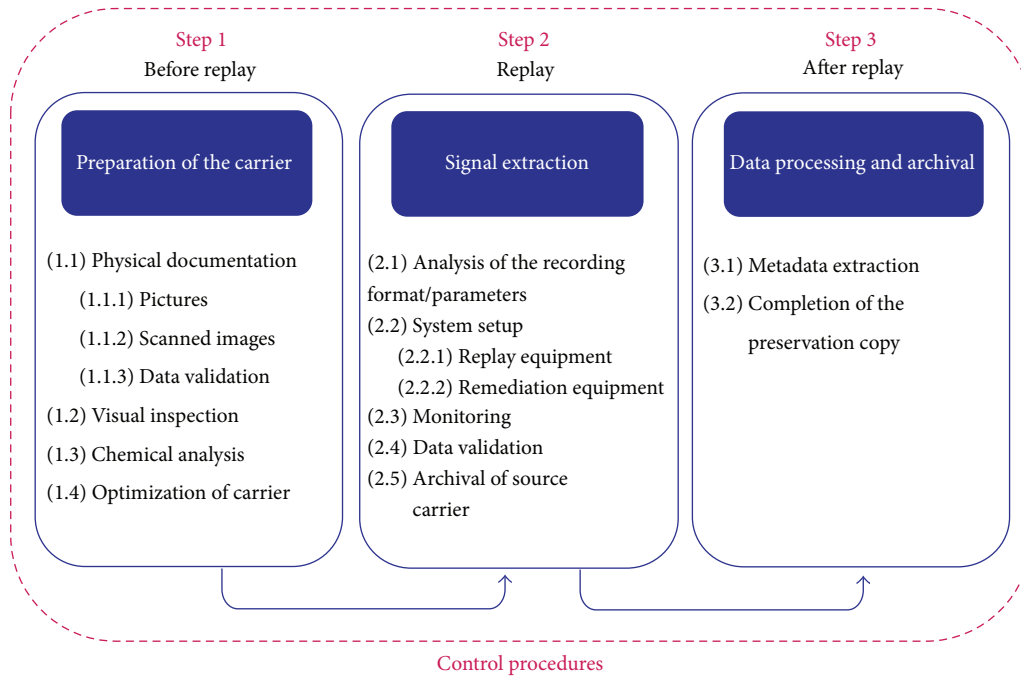 Step 1
Before replay
Preparation of the carrier
(1.1) Physical documentation
(1.1.1) Pictures
(1.1.2) Scanned images
(1.1.3) Data validation
(1.2) Visual inspection
(1.3) Chemical analysis
(1.4) Optimization of carrier
Step 2
Replay
Signal extraction
(2.1) Analysis of the recording
format/parameters
(2.2) System setup
(2.2.1) Replay equipment
(2.2.2) Remediation equipment
(2.3) Monitoring
(2.4) Data validation
(2.5) Archival of source
carrier
Step 3
After replay
Data processing and archival
(3.1) Metadata extraction
(3.2) Completion of the
preservation copy
Control procedures